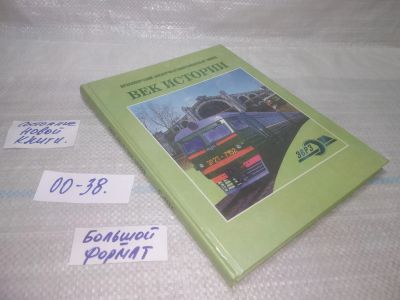 ВЕК ИСТОРИИ
состояние
новой
книги.
00-38.
Большой
формат